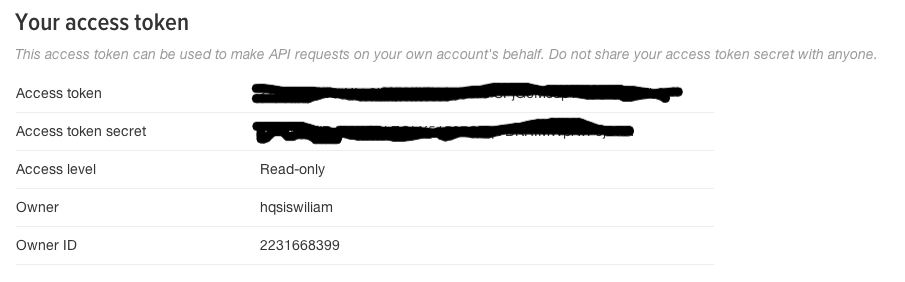 Your access token
This access token can be used to make API requests on your own account's behalf. Do not share your access token secret with anyone.
Access token
Access token secret
Access level Read-only
Owner hqsiswiliam
Owner ID 2231668399